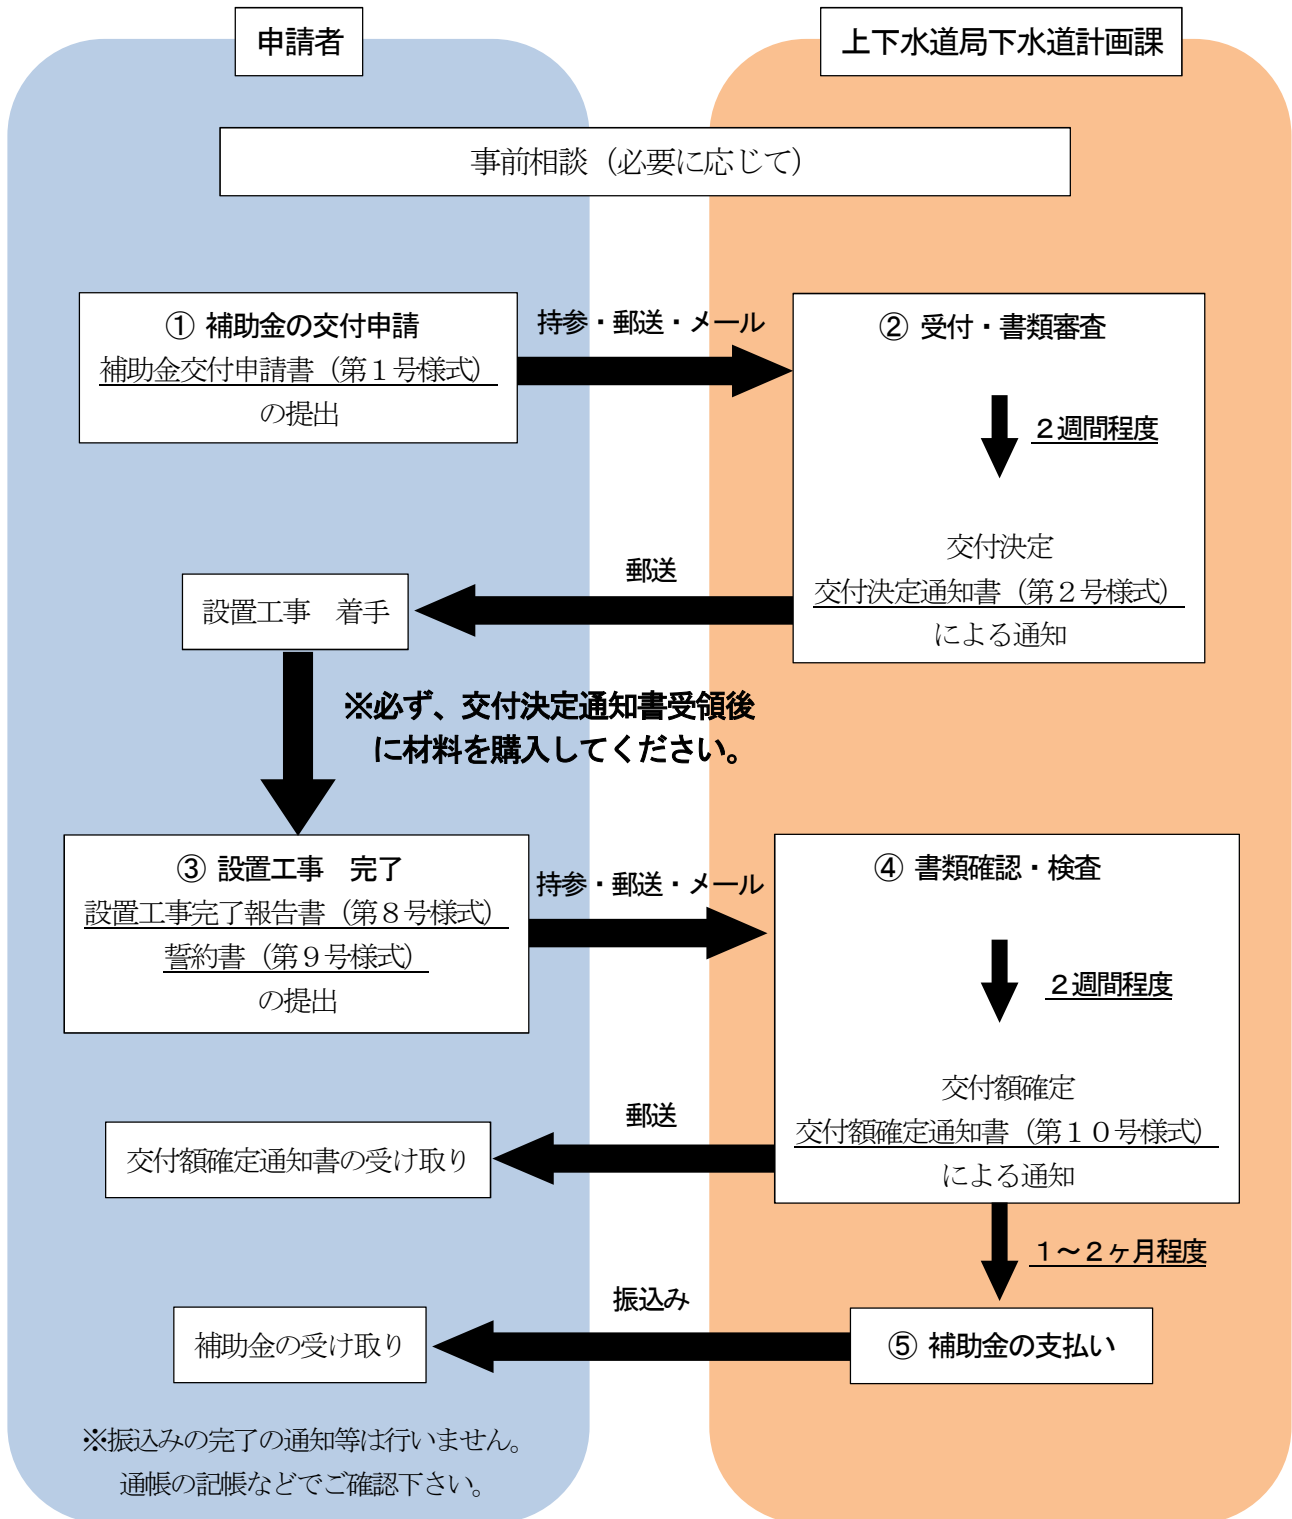 申請者
上下水道局下水道計画課
事前相談（必要に応じて）
① 補助金の交付申請
補助金交付申請書（第１号様式）
の提出
持参・郵送・メール
② 受付・書類審査
２週間程度
交付決定
交付決定通知書（第２号様式）
による通知
郵送
設置工事　着手
※必ず、交付決定通知書受領後
に材料を購入してください。
③ 設置工事　完了
設置工事完了報告書（第８号様式）
誓約書（第９号様式）
の提出
持参・郵送・メール
④ 書類確認・検査
２週間程度
交付額確定
交付額確定通知書（第１０号様式）
による通知
郵送
交付額確定通知書の受け取り
１～２ヶ月程度
振込み
補助金の受け取り
⑤ 補助金の支払い
※振込みの完了の通知等は行いません。
通帳の記帳などでご確認下さい。